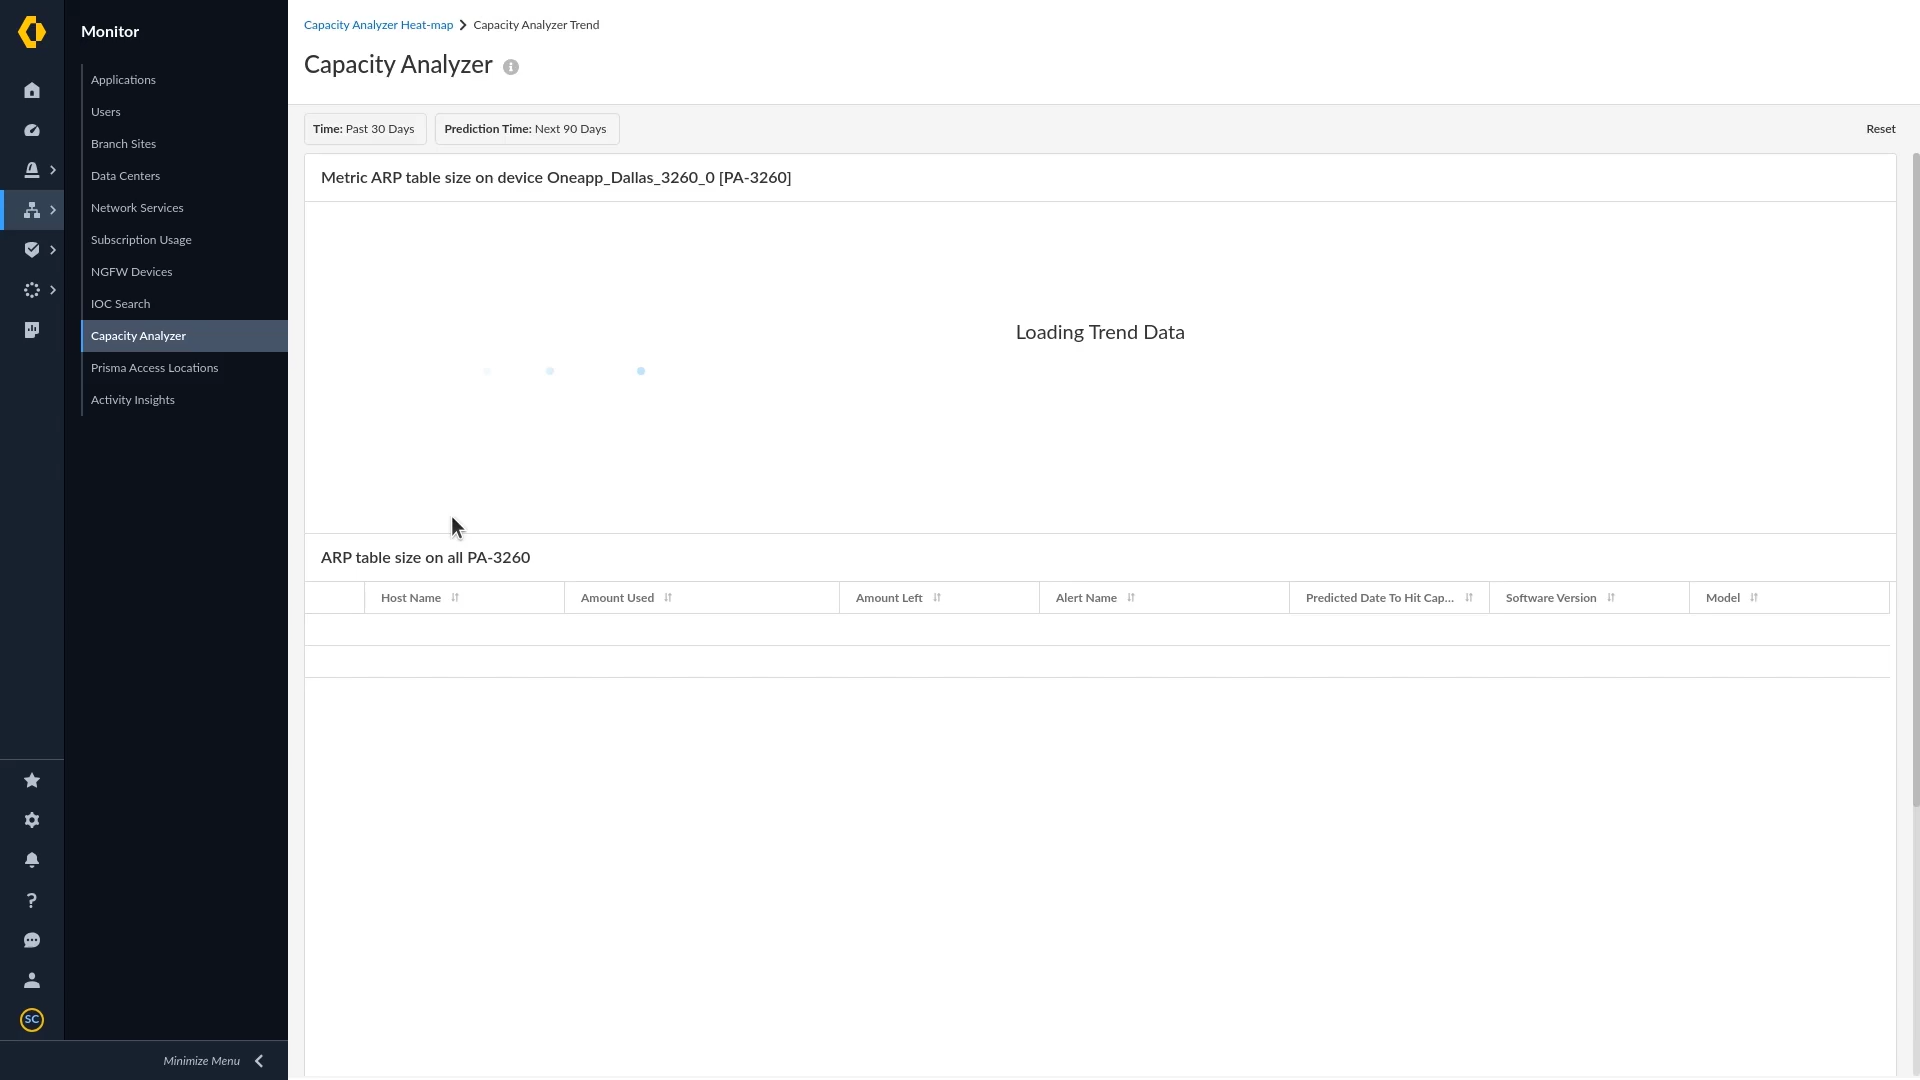 Monitor
Applications
Users
Branch Sites
Data Centers
Network Services
Subscription Usage
NGFW Devices
IOC Search
Capacity Analyzer
Prisma Access Locations
Activity Insights
SC
Minimize Menu
Capacity Analyzer Heat-map > Capacity Analyzer Trend
Capacity Analyzer
Time: Past 30 Days
Prediction Time: Next 90 Days
Reset
Metric ARP table size on device Oneapp_Dallas_3260_0 [PA-3260]
Loading Trend Data
ARP table size on all PA-3260
Host Name
Amount Used
Amount Left
Alert Name
Predicted Date To Hit Cap...
Software Version
Model